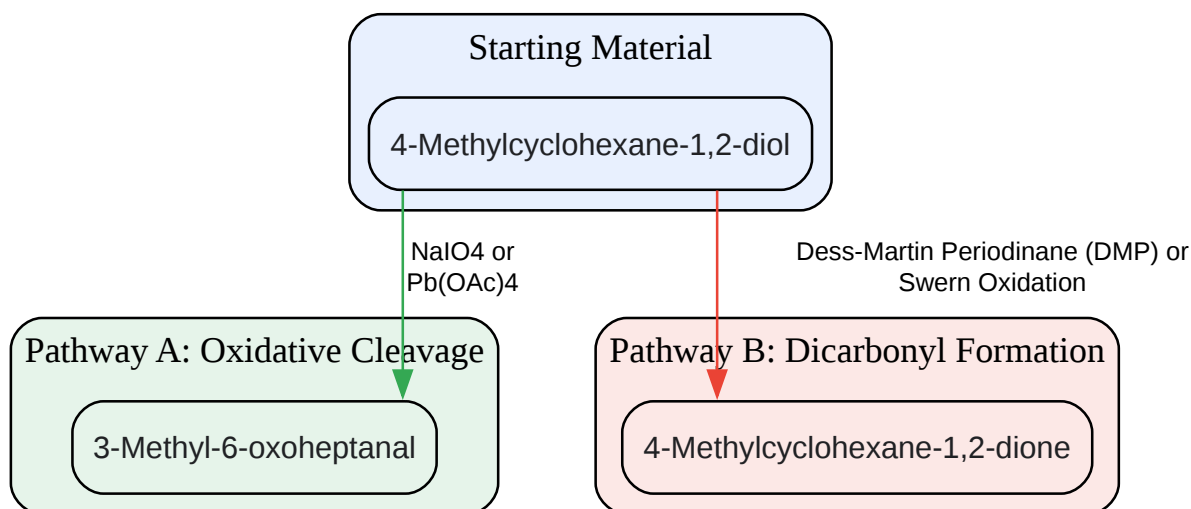 Starting Material
4-Methylcyclohexane-1,2-diol
NaIO4 or
Pb(OAc)4
Dess-Martin Periodinane (DMP) or
Swern Oxidation
Pathway A: Oxidative Cleavage
Pathway B: Dicarbonyl Formation
3-Methyl-6-oxoheptanal
4-Methylcyclohexane-1,2-dione